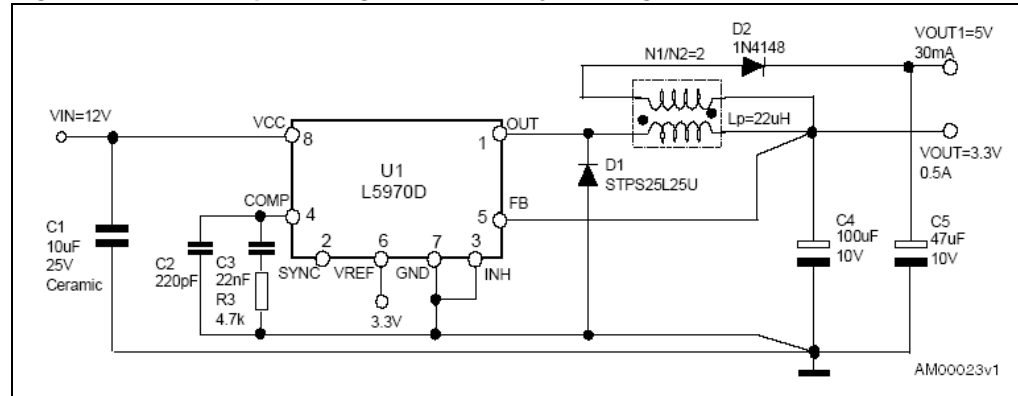 D2
1N4148
VOUT1=5V
30mA
N1/N2=2
VIN=12V
VCC
8
OUT
1
Lp=22uH
U1
L5970D
D1
STPS25L25U
VOUT=3.3V
0.5A
COMP
4
FB
5
C1
10uF
25V
Ceramic
C2
220pF
C3
22nF
R3
4.7k
2
SYNC
6
VREF
7
GND
3
INH
3.3V
C4
100uF
10V
C5
47uF
10V
AM00023v1